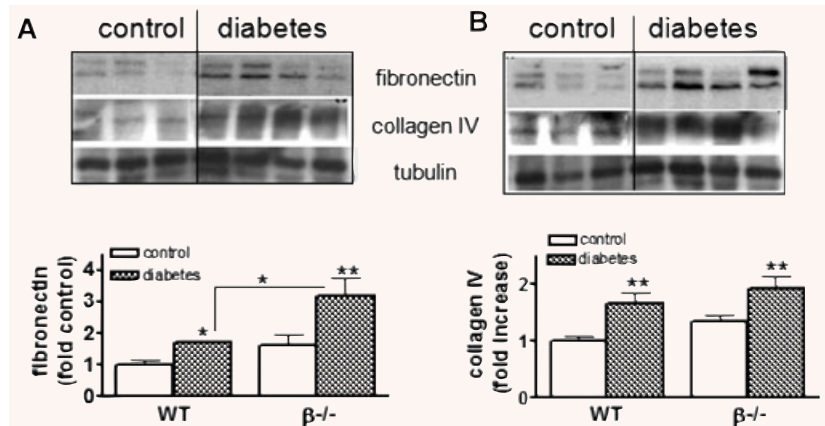 A
control diabetes
B
control diabetes
fibronectin
collagen IV
tubulin
control
diabetes
fibronectin
(fold control)
4
3
2
1
0
*
*
**
WT β-/-
control
diabetes
collagen IV
(fold increase)
2
1
0
**
**
WT β-/-